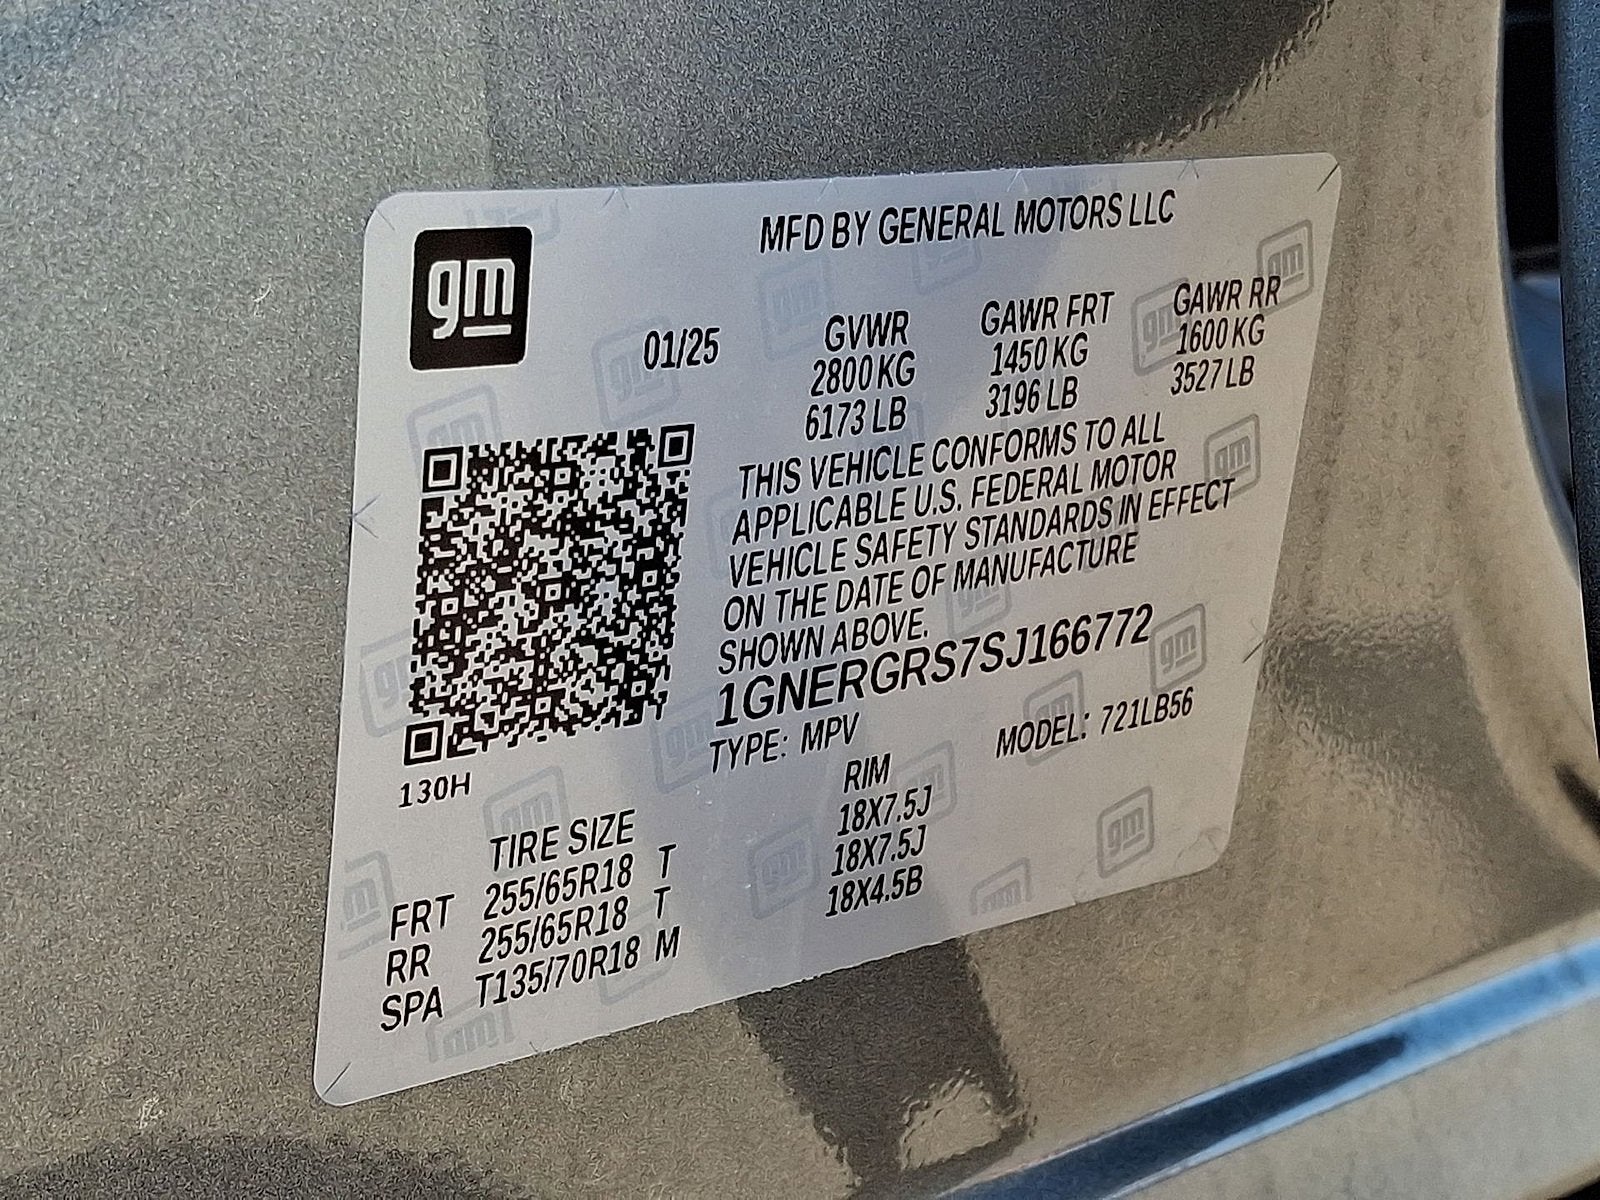 gm
MFD BY GENERAL MOTORS LLC
01/25
GVWR
2800 KG
6173 LB
GAWR FRT
1450 KG
3196 LB
GAWR RR
1600 KG
3527 LB
THIS VEHICLE CONFORMS TO ALL
APPLICABLE U.S. FEDERAL MOTOR
VEHICLE SAFETY STANDARDS IN EFFECT
ON THE DATE OF MANUFACTURE
SHOWN ABOVE.
1GNERGRS7SJ166772
TYPE: MPV MODEL: 721LB56
130H
TIRE SIZE RIM
FRT 255/65R18 T 18X7.5J
RR 255/65R18 T 18X7.5J
SPA T135/70R18 M 18X4.5B